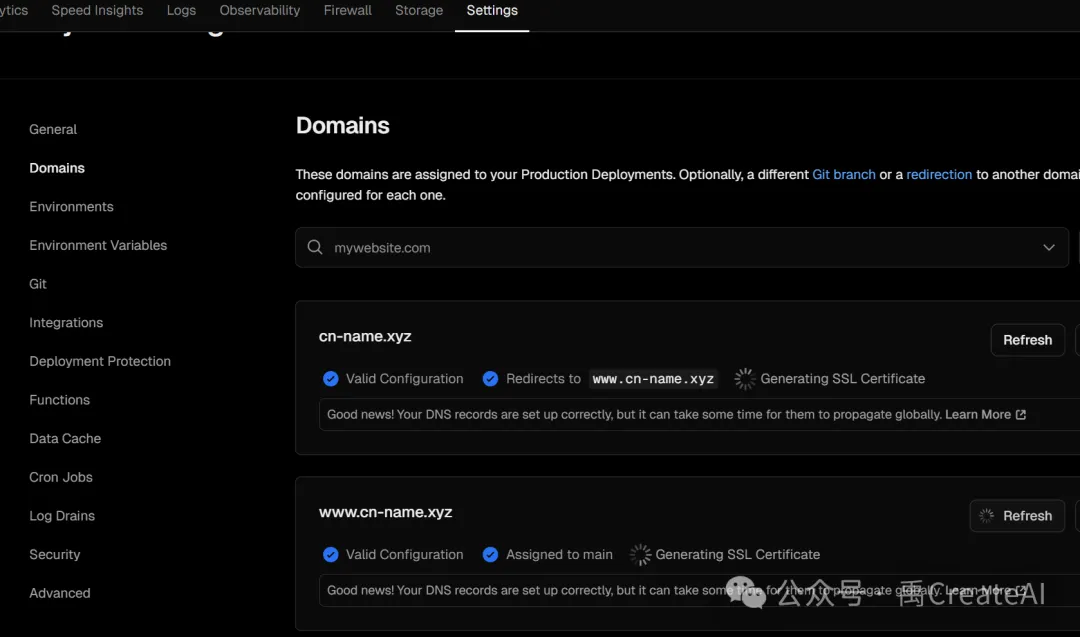 ytics Speed Insights Logs Observability Firewall Storage Settings
General
Domains
Environments
Environment Variables
Git
Integrations
Deployment Protection
Functions
Data Cache
Cron Jobs
Log Drains
Security
Advanced
Domains
These domains are assigned to your Production Deployments. Optionally, a different Git branch or a redirection to another domai
configured for each one.
mywebsite.com
cn-name.xyz
Refresh
Valid Configuration Redirects to www.cn-name.xyz Generating SSL Certificate
Good news! Your DNS records are set up correctly, but it can take some time for them to propagate globally. Learn More
www.cn-name.xyz
Refresh
Valid Configuration Assigned to main Generating SSL Certificate
Good news! Your DNS records are set up correctly, but it can take some time for them to propagate globally. Learn More
公众号 · 禹CreateAI